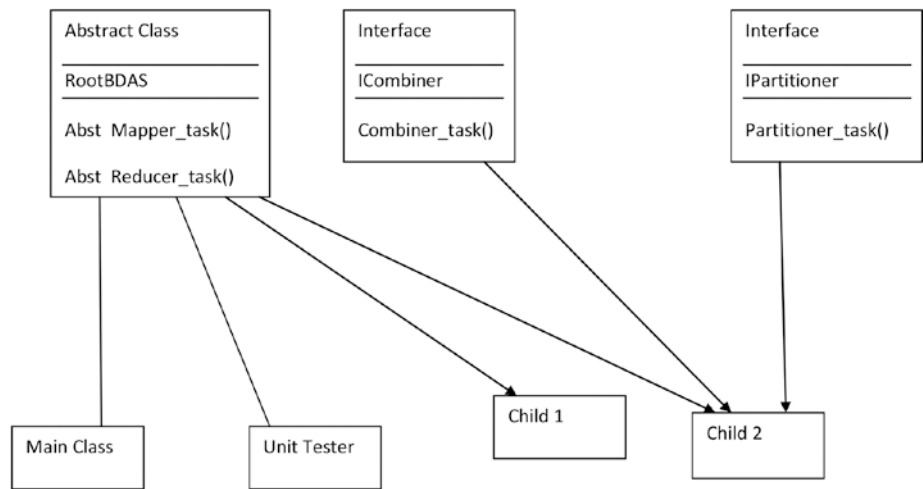 Abstract Class
RootBDAS
Abst Mapper_task()
Abst Reducer_task()
Interface
ICombiner
Combiner_task()
Interface
IPartitioner
Partitioner_task()
Main Class
Unit Tester
Child 1
Child 2